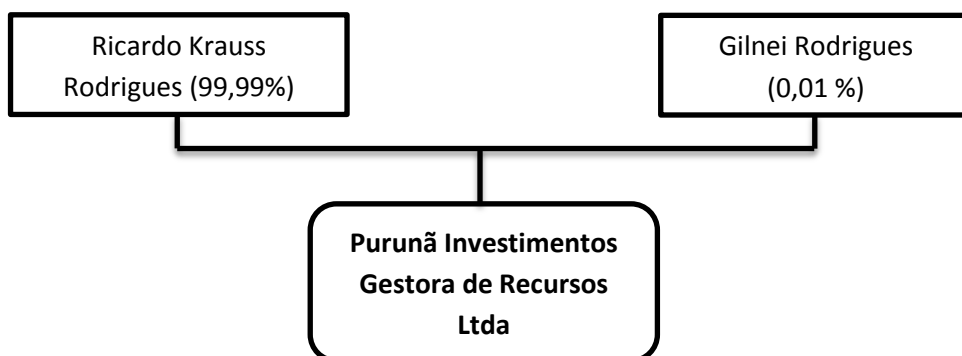 Ricardo Krauss
Rodrigues (99,99%)
Gilnei Rodrigues
(0,01 %)
Purunã Investimentos
Gestora de Recursos
Ltda